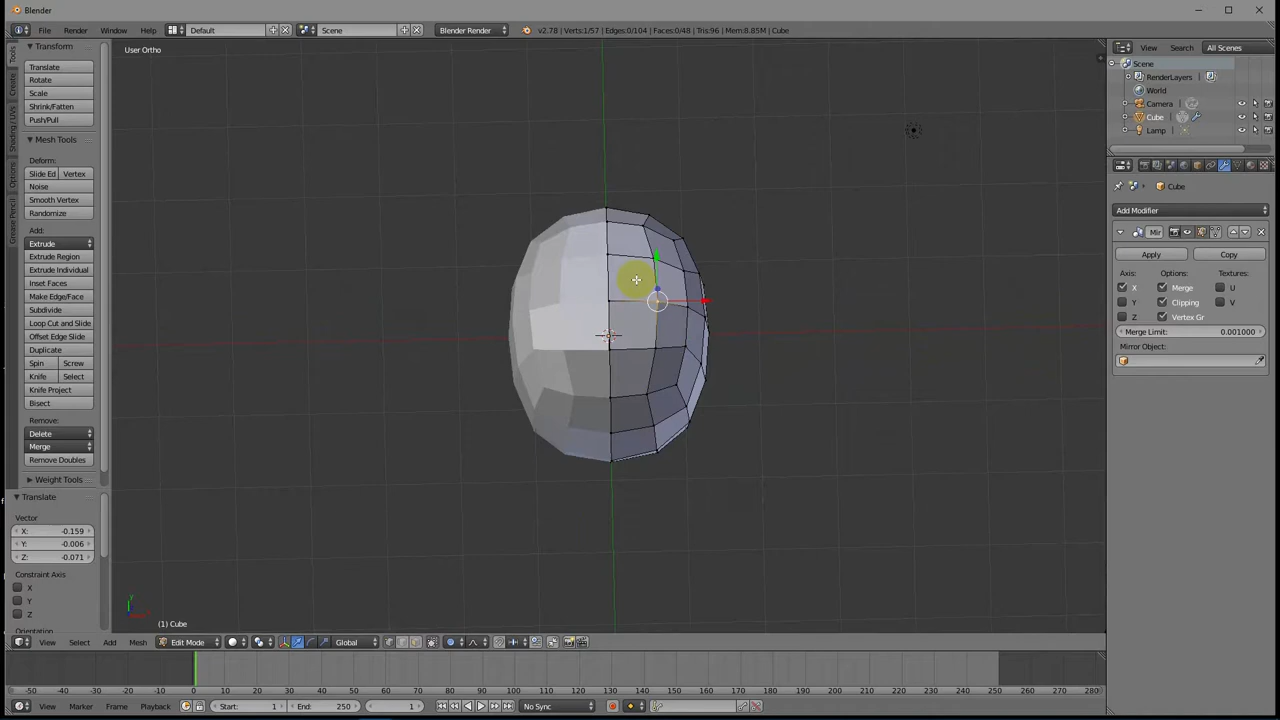 Blender
File Render Window Help Default Scene Blender Render v2.78 | Verts:1/57 | Edges:0/104 | Faces:0/48 | Tris:96 | Mem:8.85M | Cube
User Ortho
Tools
Create
Shading / UVs
Options
Grease Pencil
Transform
Translate
Rotate
Scale
Shrink/Fatten
Push/Pull
Mesh Tools
Deform:
Slide Ed Vertex
Noise
Smooth Vertex
Randomize
Add:
Extrude
Extrude Region
Extrude Individual
Inset Faces
Make Edge/Face
Subdivide
Loop Cut and Slide
Offset Edge Slide
Duplicate
Spin Screw
Knife Select
Knife Project
Bisect
Remove:
Delete
Merge
Remove Doubles
Weight Tools
Translate
Vector
X: -0.159
Y: -0.006
Z: -0.071
Constraint Axis
X
Y
Z
Orientation
(1) Cube
View Select Add Mesh Edit Mode Global
View Search All Scenes
Scene
RenderLayers
World
Camera
Cube
Lamp
Cube
Add Modifier
Mir
Apply Copy
Axis: Options: Textures:
X Merge U
Y Clipping V
Z Vertex Gr
Merge Limit: 0.001000
Mirror Object:
-50 -40 -30 -20 -10 0 10 20 30 40 50 60 70 80 90 100 110 120 130 140 150 160 170 180 190 200 210 220 230 240 250 260 270 280
View Marker Frame Playback Start: 1 End: 250 1 No Sync